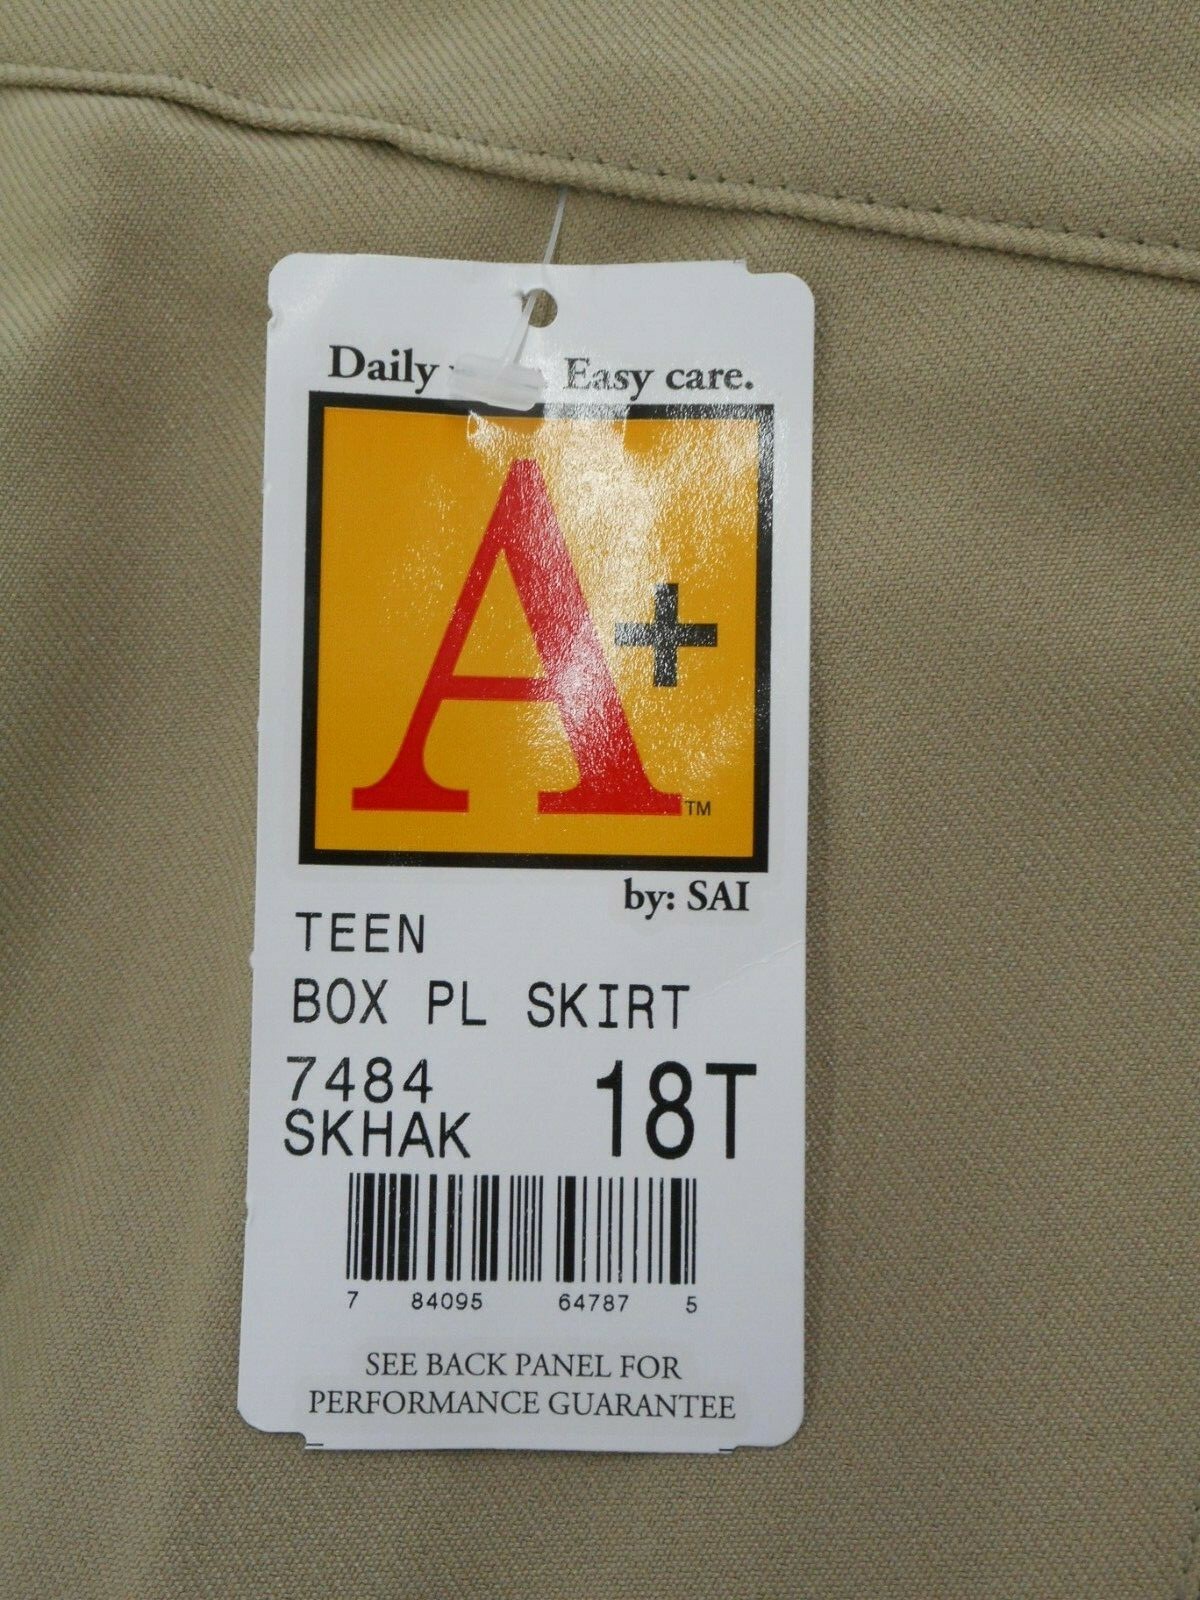 Daily Easy care.
A+
TM
by: SAI
TEEN
BOX PL SKIRT
7484
SKHAK 18T
7 84095 64787 5
SEE BACK PANEL FOR
PERFORMANCE GUARANTEE